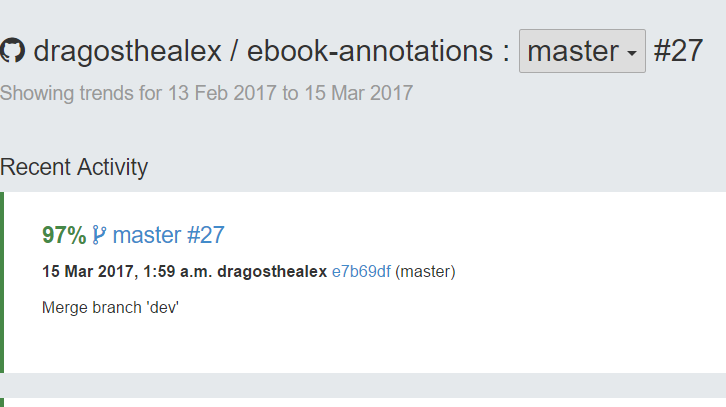 dragosthealex / ebook-annotations : master #27
Showing trends for 13 Feb 2017 to 15 Mar 2017
Recent Activity
97% master #27
15 Mar 2017, 1:59 a.m. dragosthealex e7b69df (master)
Merge branch 'dev'